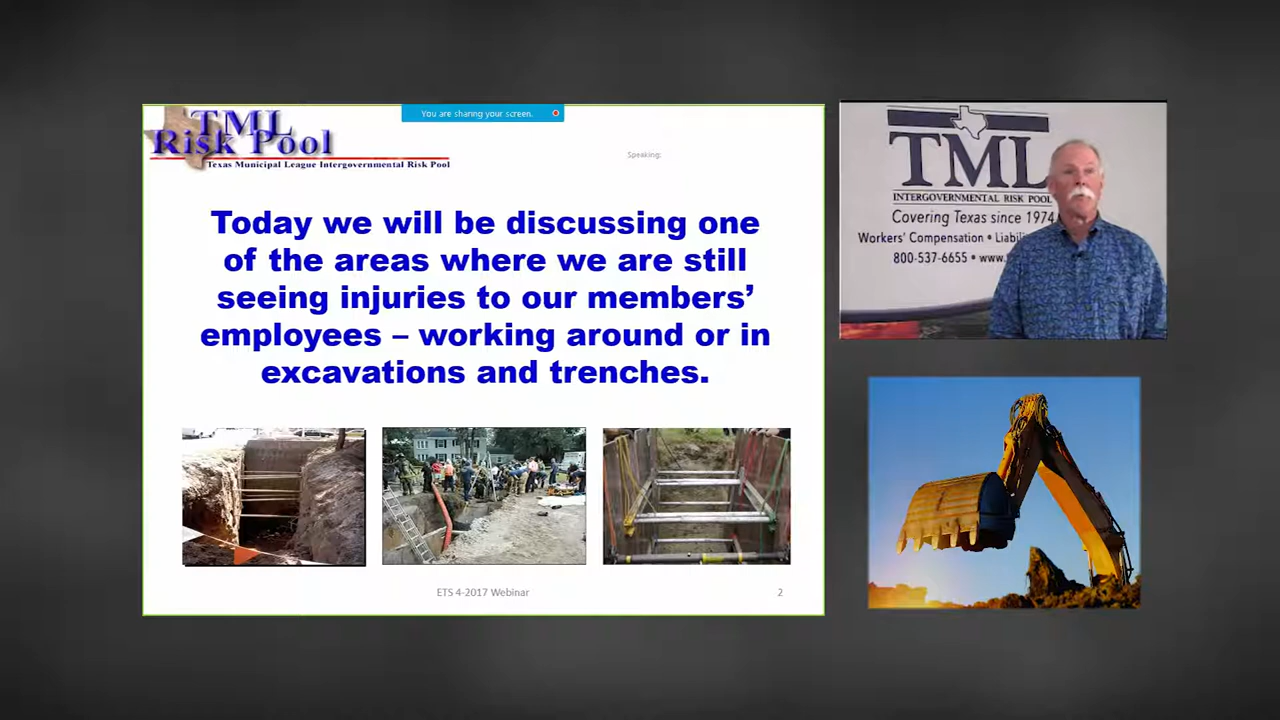 TML
Risk Pool
Texas Municipal League Intergovernmental Risk Pool
You are sharing your screen.
Speaking:
Today we will be discussing one
of the areas where we are still
seeing injuries to our members’
employees – working around or in
excavations and trenches.
ETS 4-2017 Webinar
2
TML
INTERGOVERNMENTAL RISK POOL
Covering Texas since 1974
Workers' Compensation •
800-537-6655 • www.